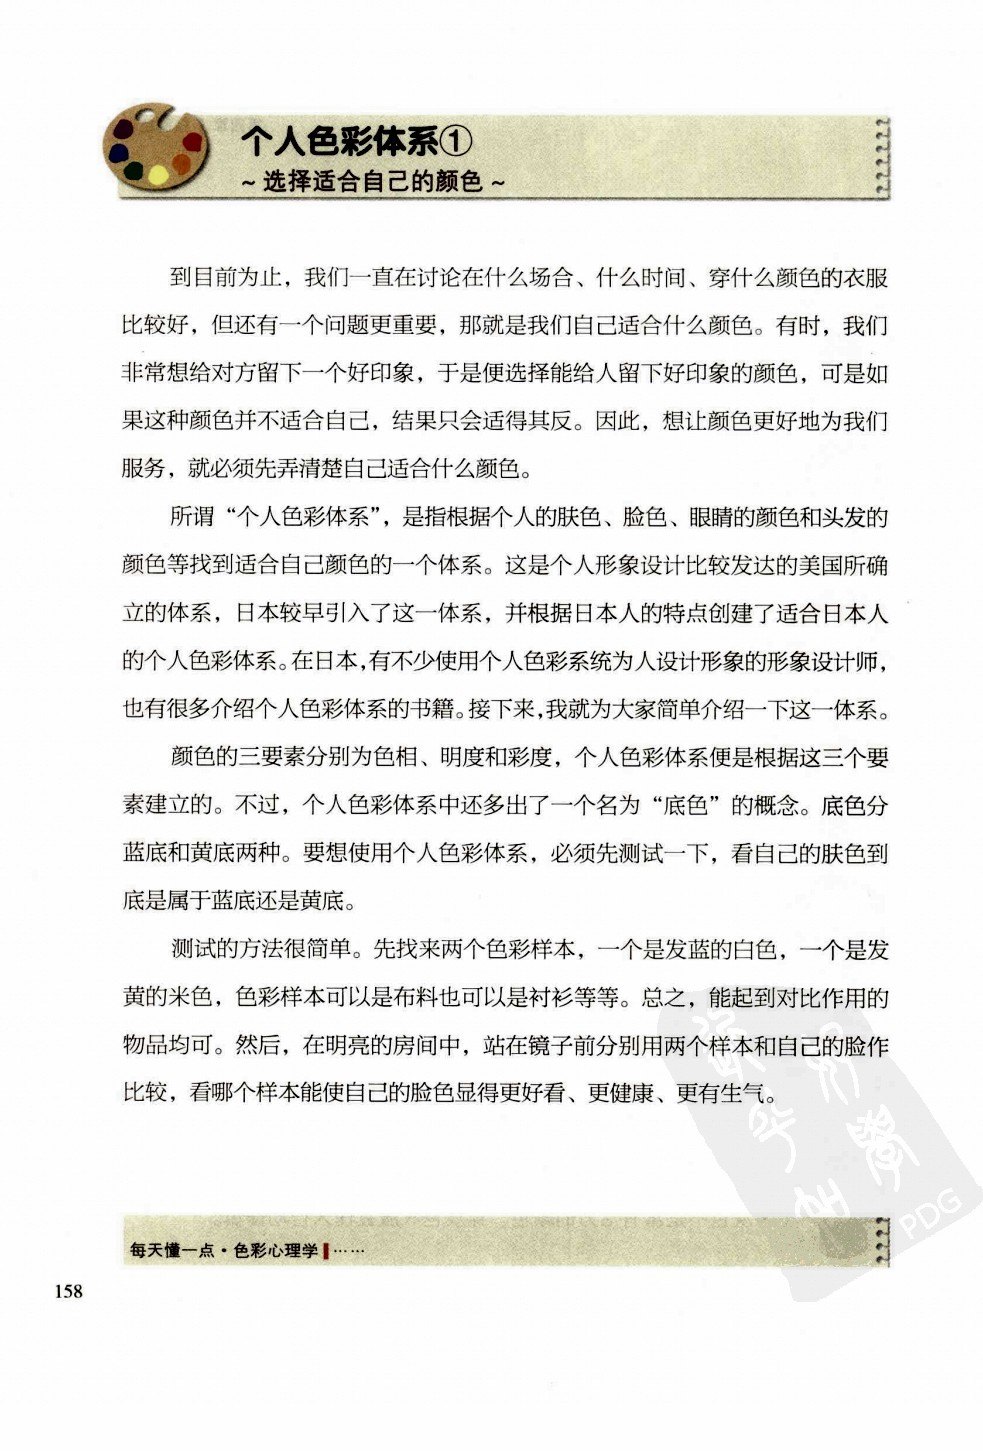 个人色彩体系①
~选择适合自己的颜色~
到目前为止，我们一直在讨论在什么场合、什么时间、穿什么颜色的衣服
比较好，但还有一个问题更重要，那就是我们自己适合什么颜色。有时，我们
非常想给对方留下一个好印象，于是便选择能给人留下好印象的颜色，可是如
果这种颜色并不适合自己，结果只会适得其反。因此，想让颜色更好地为我们
服务，就必须先弄清楚自己适合什么颜色。
所谓“个人色彩体系”，是指根据个人的肤色、脸色、眼睛的颜色和头发的
颜色等找到适合自己颜色的一个体系。这是个人形象设计比较发达的美国所确
立的体系，日本较早引入了这一体系，并根据日本人的特点创建了适合日本人
的个人色彩体系。在日本，有不少使用个人色彩系统为人设计形象的形象设计师，
也有很多介绍个人色彩体系的书籍。接下来，我就为大家简单介绍一下这一体系。
颜色的三要素分别为色相、明度和彩度，个人色彩体系便是根据这三个要
素建立的。不过，个人色彩体系中还多出了一个名为“底色”的概念。底色分
蓝底和黄底两种。要想使用个人色彩体系，必须先测试一下，看自己的肤色到
底是属于蓝底还是黄底。
测试的方法很简单。先找来两个色彩样本，一个是发蓝的白色，一个是发
黄的米色，色彩样本可以是布料也可以是衬衫等等。总之，能起到对比作用的
物品均可。然后，在明亮的房间中，站在镜子前分别用两个样本和自己的脸作
比较，看哪个样本能使自己的脸色显得更好看、更健康、更有生气。
PDG
每天懂一点·色彩心理学……
158